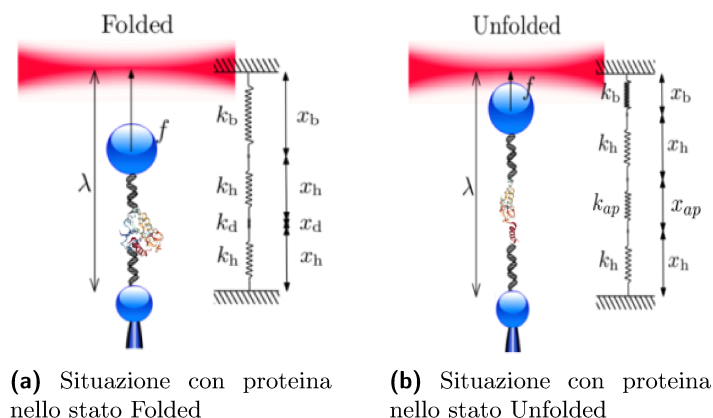 Folded
Unfolded
f
λ
k_b
x_b
k_h
x_h
k_d
x_d
k_h
x_h
f
λ
k_b
x_b
k_h
x_h
k_ap
x_ap
k_h
x_h
(a) Situazione con proteina
nello stato Folded
(b) Situazione con proteina
nello stato Unfolded